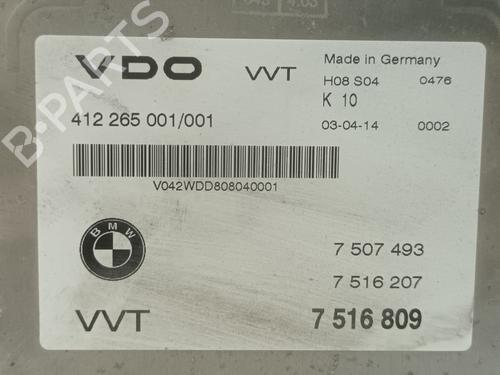 VDO VVT Made in Germany
H08 S04 0476
K 10
412 265 001/001 03-04-14 0002
V042WDD808040001
BMW
7 507 493
7 516 207
VVT 7 516 809
B-PARTS